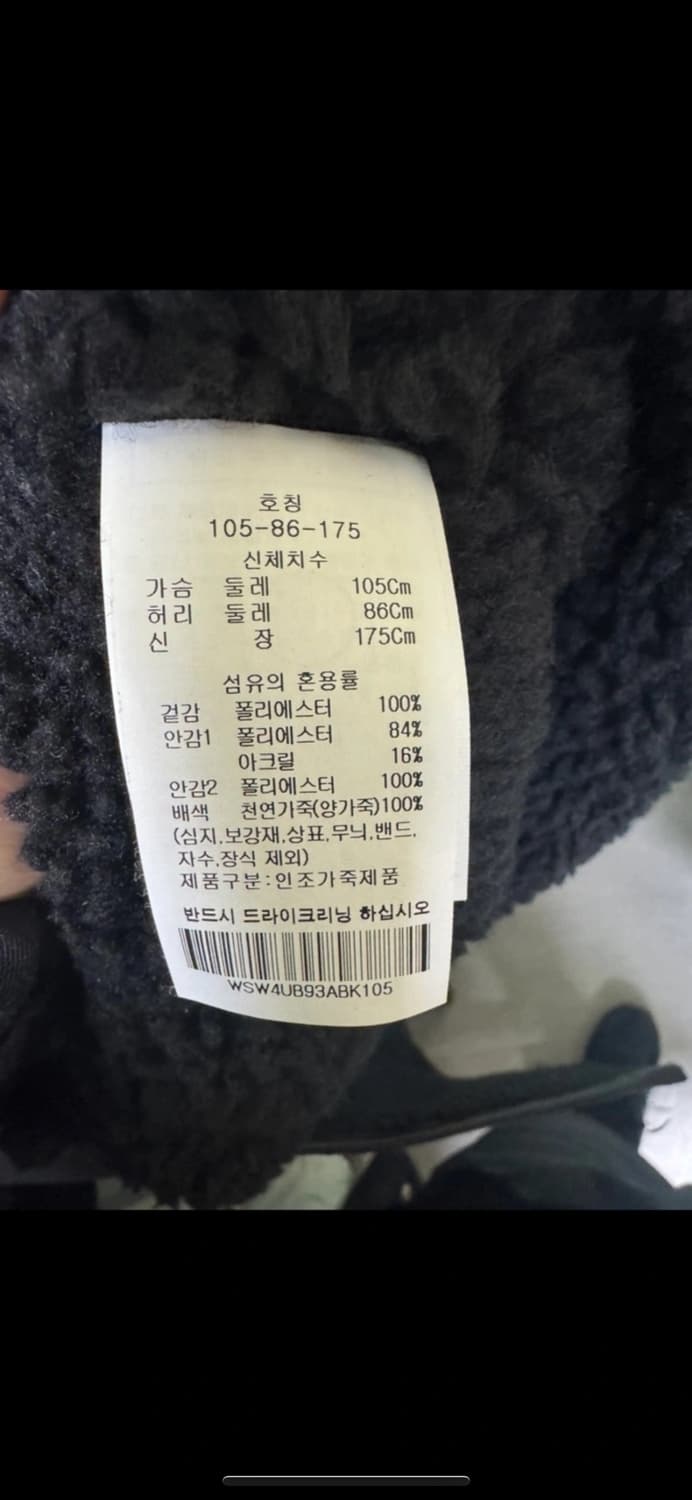 호칭
105-86-175
신체치수
가슴 둘레 105Cm
허리 둘레 86Cm
신 장 175Cm
섬유의 혼용률
겉감 폴리에스터 100%
안감1 폴리에스터 84%
아크릴 16%
안감2 폴리에스터 100%
배색 천연가죽(양가죽)100%
(심지,보강재,상표,무늬,밴드,
자수,장식 제외)
제품구분:인조가죽제품
반드시 드라이크리닝 하십시오
WSW4UB93ABK105